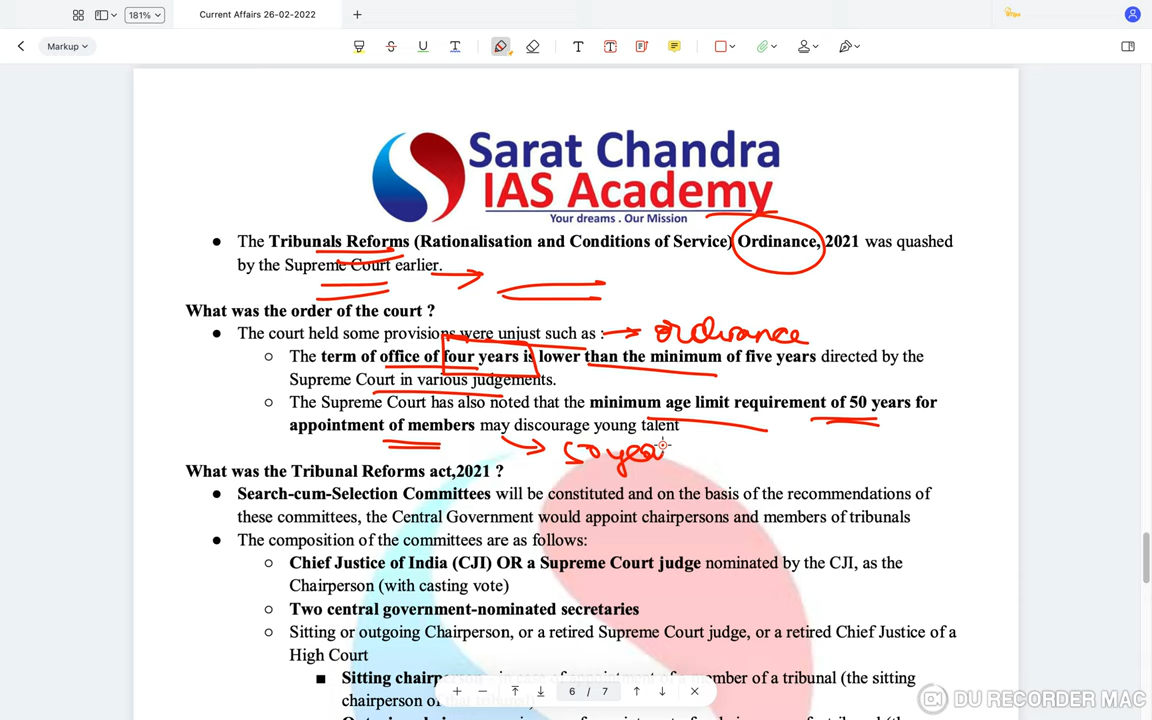 181%
Current Affairs 26-02-2022
Markup
Sarat Chandra
IAS Academy
Your dreams . Our Mission
The Tribunals Reforms (Rationalisation and Conditions of Service) Ordinance, 2021 was quashed
by the Supreme Court earlier.
What was the order of the court ?
The court held some provisions were unjust such as : ordinance
The term of office of four years is lower than the minimum of five years directed by the
Supreme Court in various judgements.
The Supreme Court has also noted that the minimum age limit requirement of 50 years for
appointment of members may discourage young talent
50 yea
What was the Tribunal Reforms act,2021 ?
Search-cum-Selection Committees will be constituted and on the basis of the recommendations of
these committees, the Central Government would appoint chairpersons and members of tribunals
The composition of the committees are as follows:
Chief Justice of India (CJI) OR a Supreme Court judge nominated by the CJI, as the
Chairperson (with casting vote)
Two central government-nominated secretaries
Sitting or outgoing Chairperson, or a retired Supreme Court judge, or a retired Chief Justice of a
High Court
Sitting of a member of a tribunal (the sitting
chairperson
6 / 7
DU RECORDER MAC